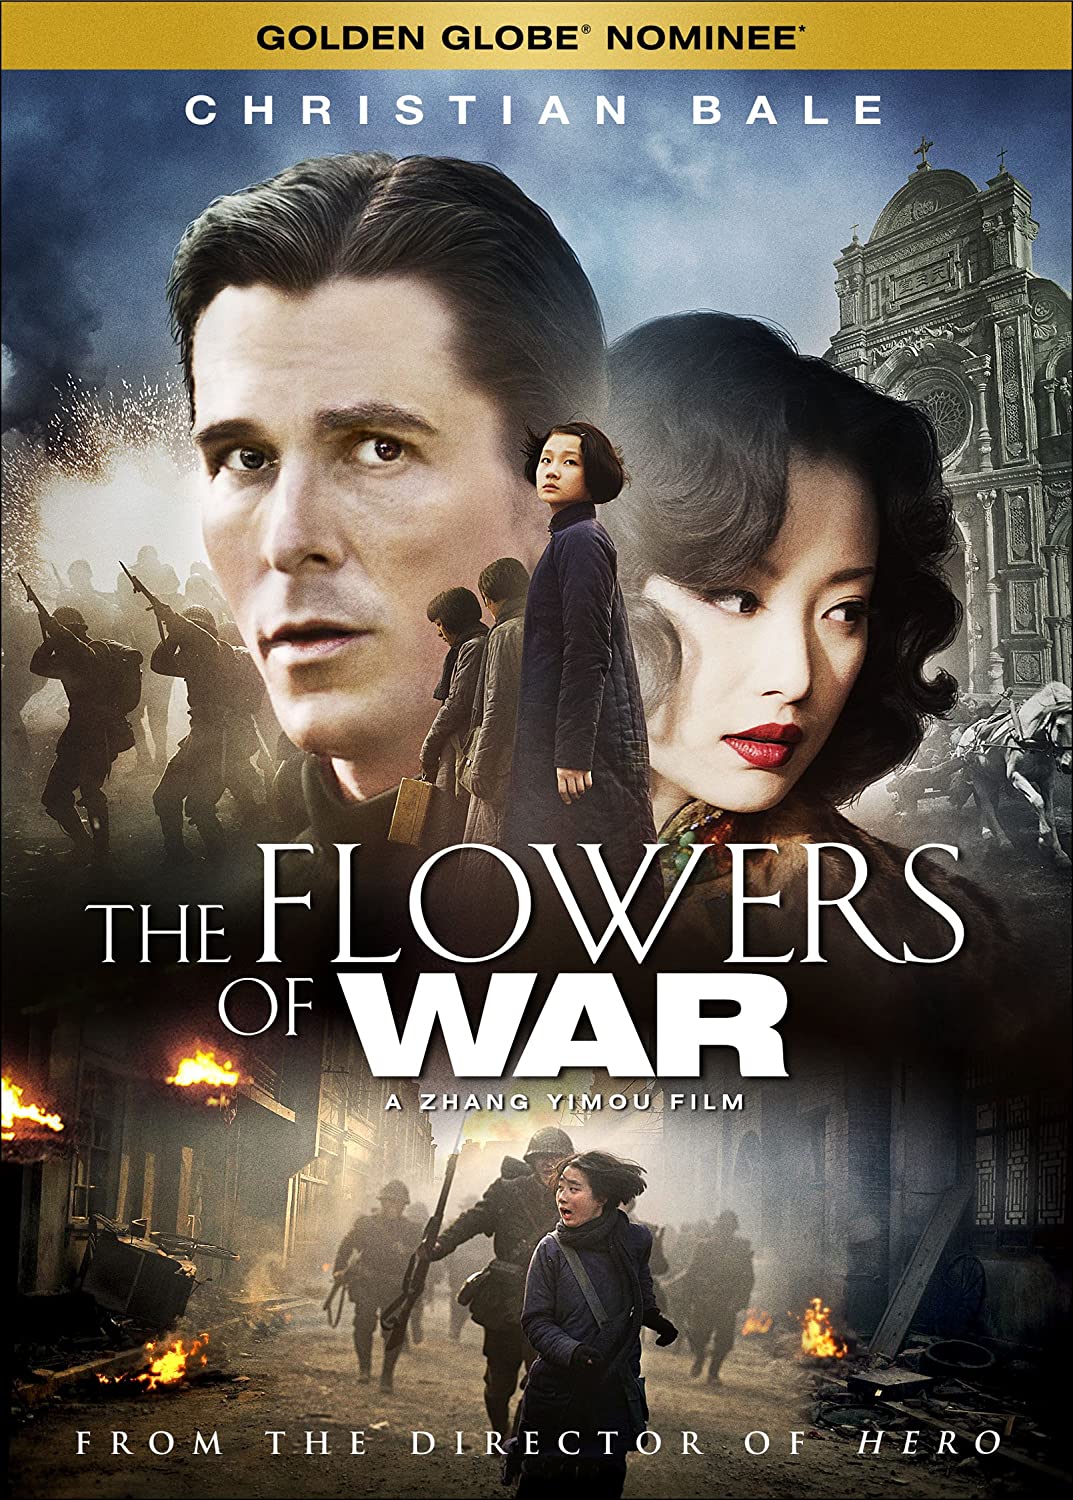 GOLDEN GLOBE® NOMINEE*
CHRISTIAN BALE
THE FLOWERS
OF WAR
A ZHANG YIMOU FILM
FROM THE DIRECTOR OF HERO